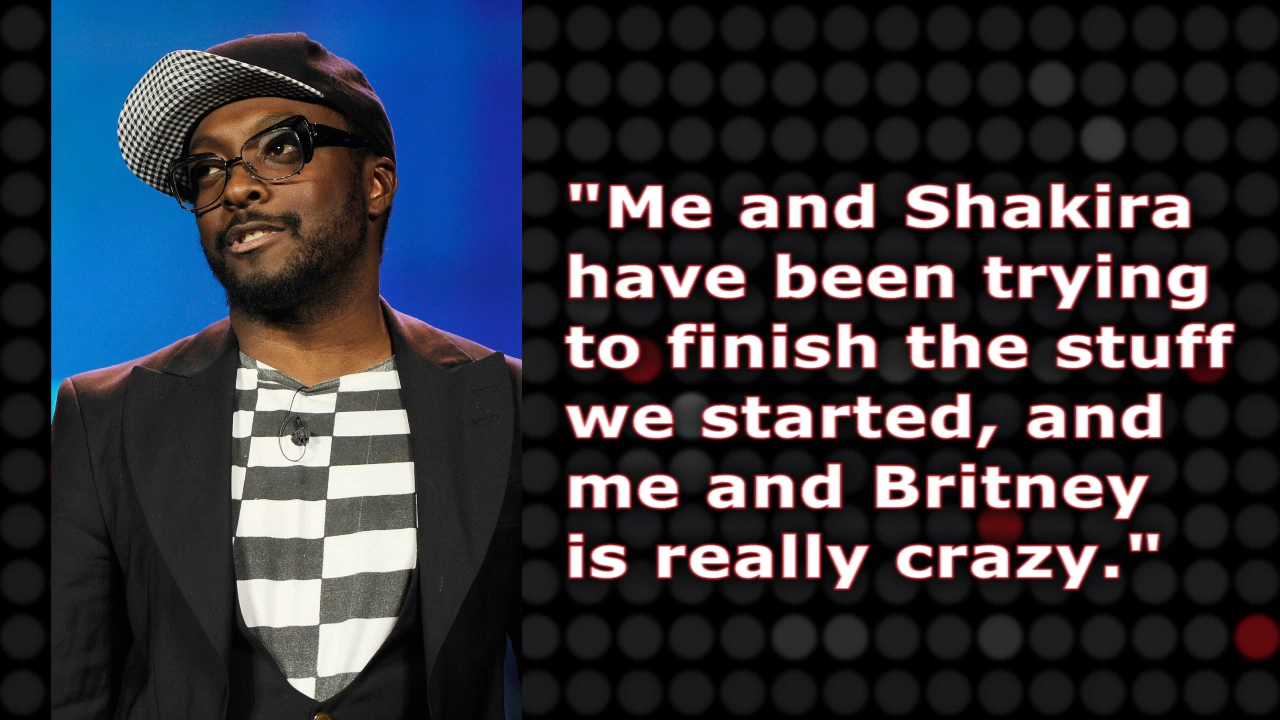 "Me and Shakira
have been trying
to finish the stuff
we started, and
me and Britney
is really crazy."